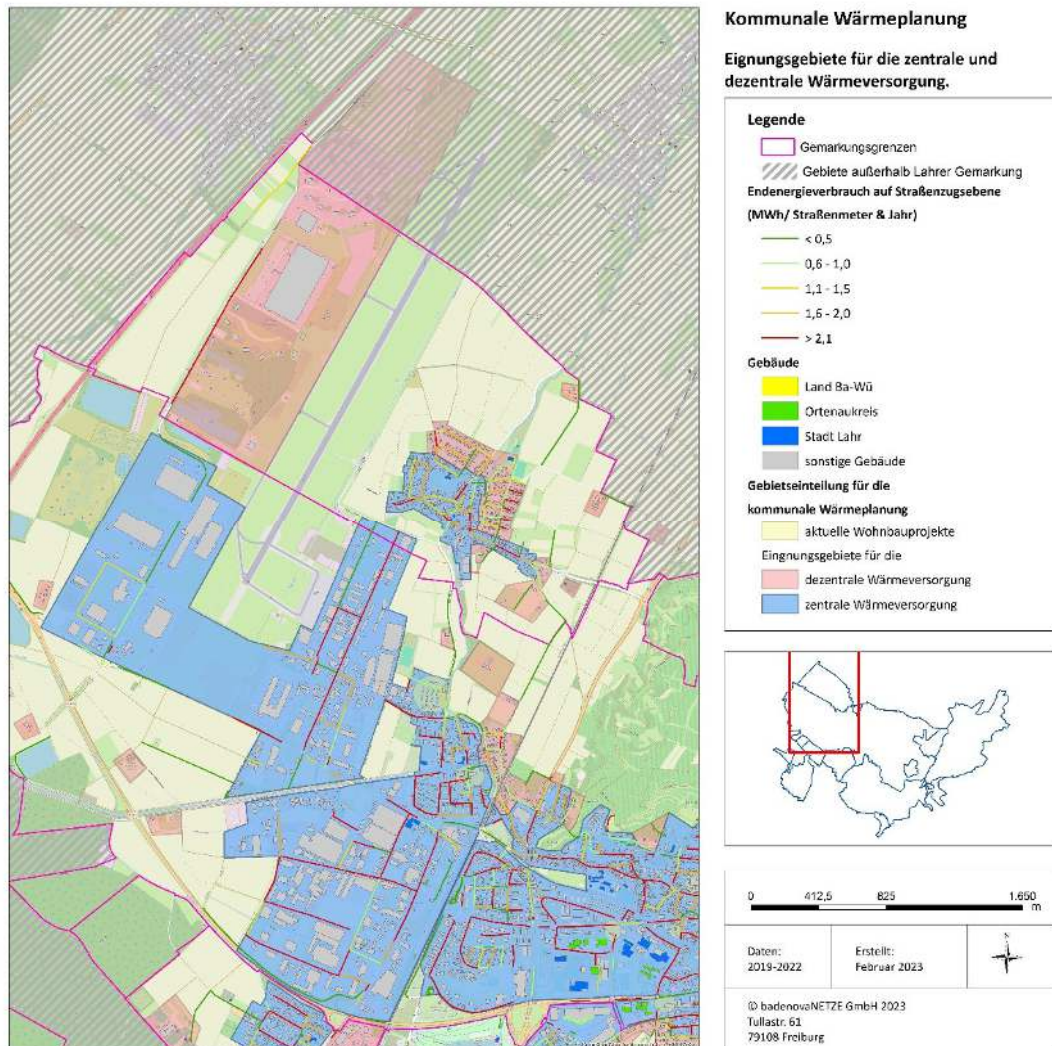 Kommunale Wärmeplanung
Eignungsgebiete für die zentrale und
dezentrale Wärmeversorgung.
Legende
Gemarkungsgrenzen
Gebiete außerhalb Lahrer Gemarkung
Endenergieverbrauch auf Straßenzugsebene
(MWh/ Straßenmeter & Jahr)
< 0,5
0,6 - 1,0
1,1 - 1,5
1,6 - 2,0
> 2,1
Gebäude
Land Ba-Wü
Ortenaukreis
Stadt Lahr
sonstige Gebäude
Gebietseinteilung für die
kommunale Wärmeplanung
aktuelle Wohnbauprojekte
Eingnungsgebiete für die
dezentrale Wärmeversorgung
zentrale Wärmeversorgung
0 412,5 825 1.650
m
Daten:
2019-2022
Erstellt:
Februar 2023
N
© badenovaNETZE GmbH 2023
Tullastr. 61
79108 Freiburg